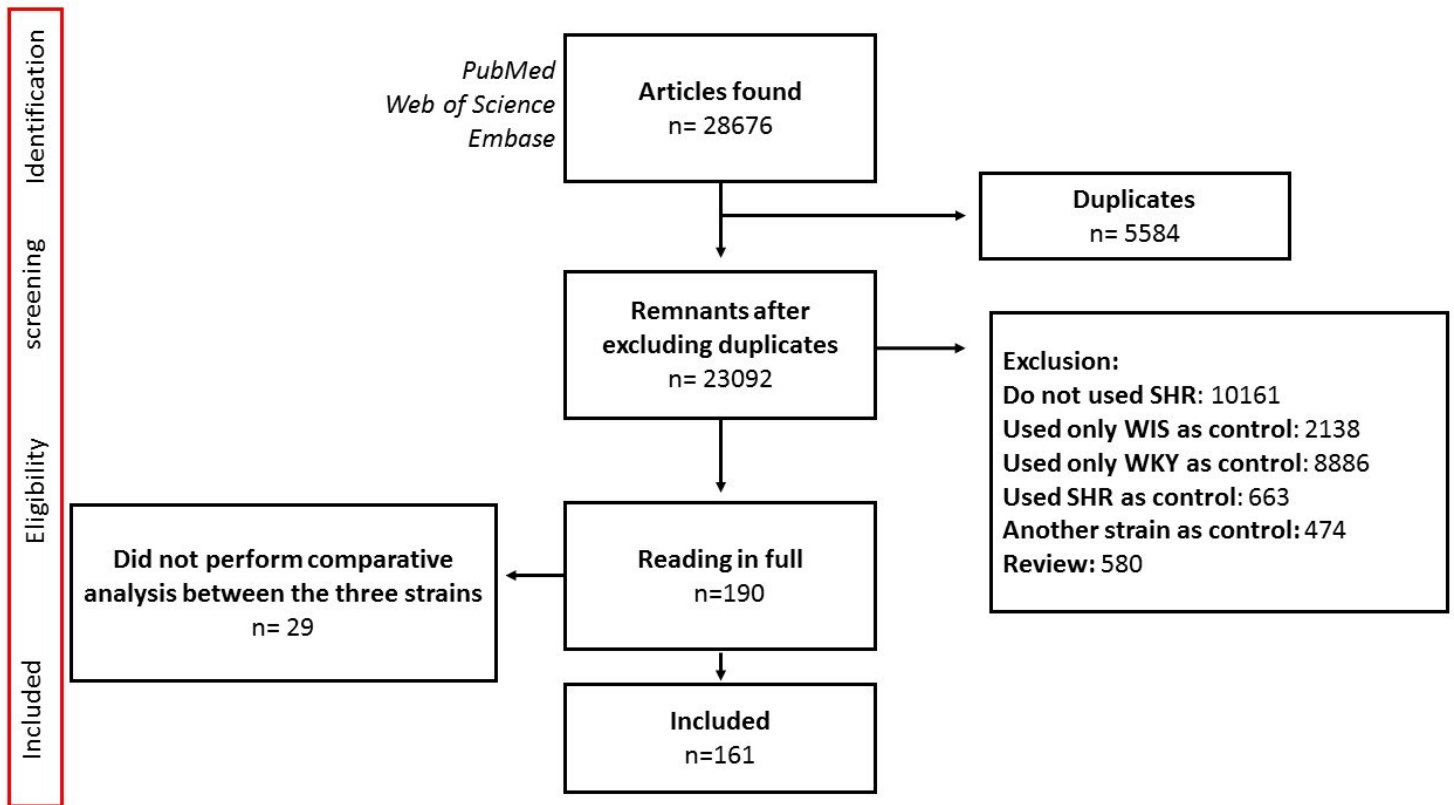 Identification
screening
Eligibility
Included
PubMed
Web of Science
Embase
Articles found
n= 28676
Duplicates
n= 5584
Remnants after
excluding duplicates
n= 23092
Exclusion:
Do not used SHR: 10161
Used only WIS as control: 2138
Used only WKY as control: 8886
Used SHR as control: 663
Another strain as control: 474
Review: 580
Reading in full
n=190
Did not perform comparative
analysis between the three strains
n= 29
Included
n=161